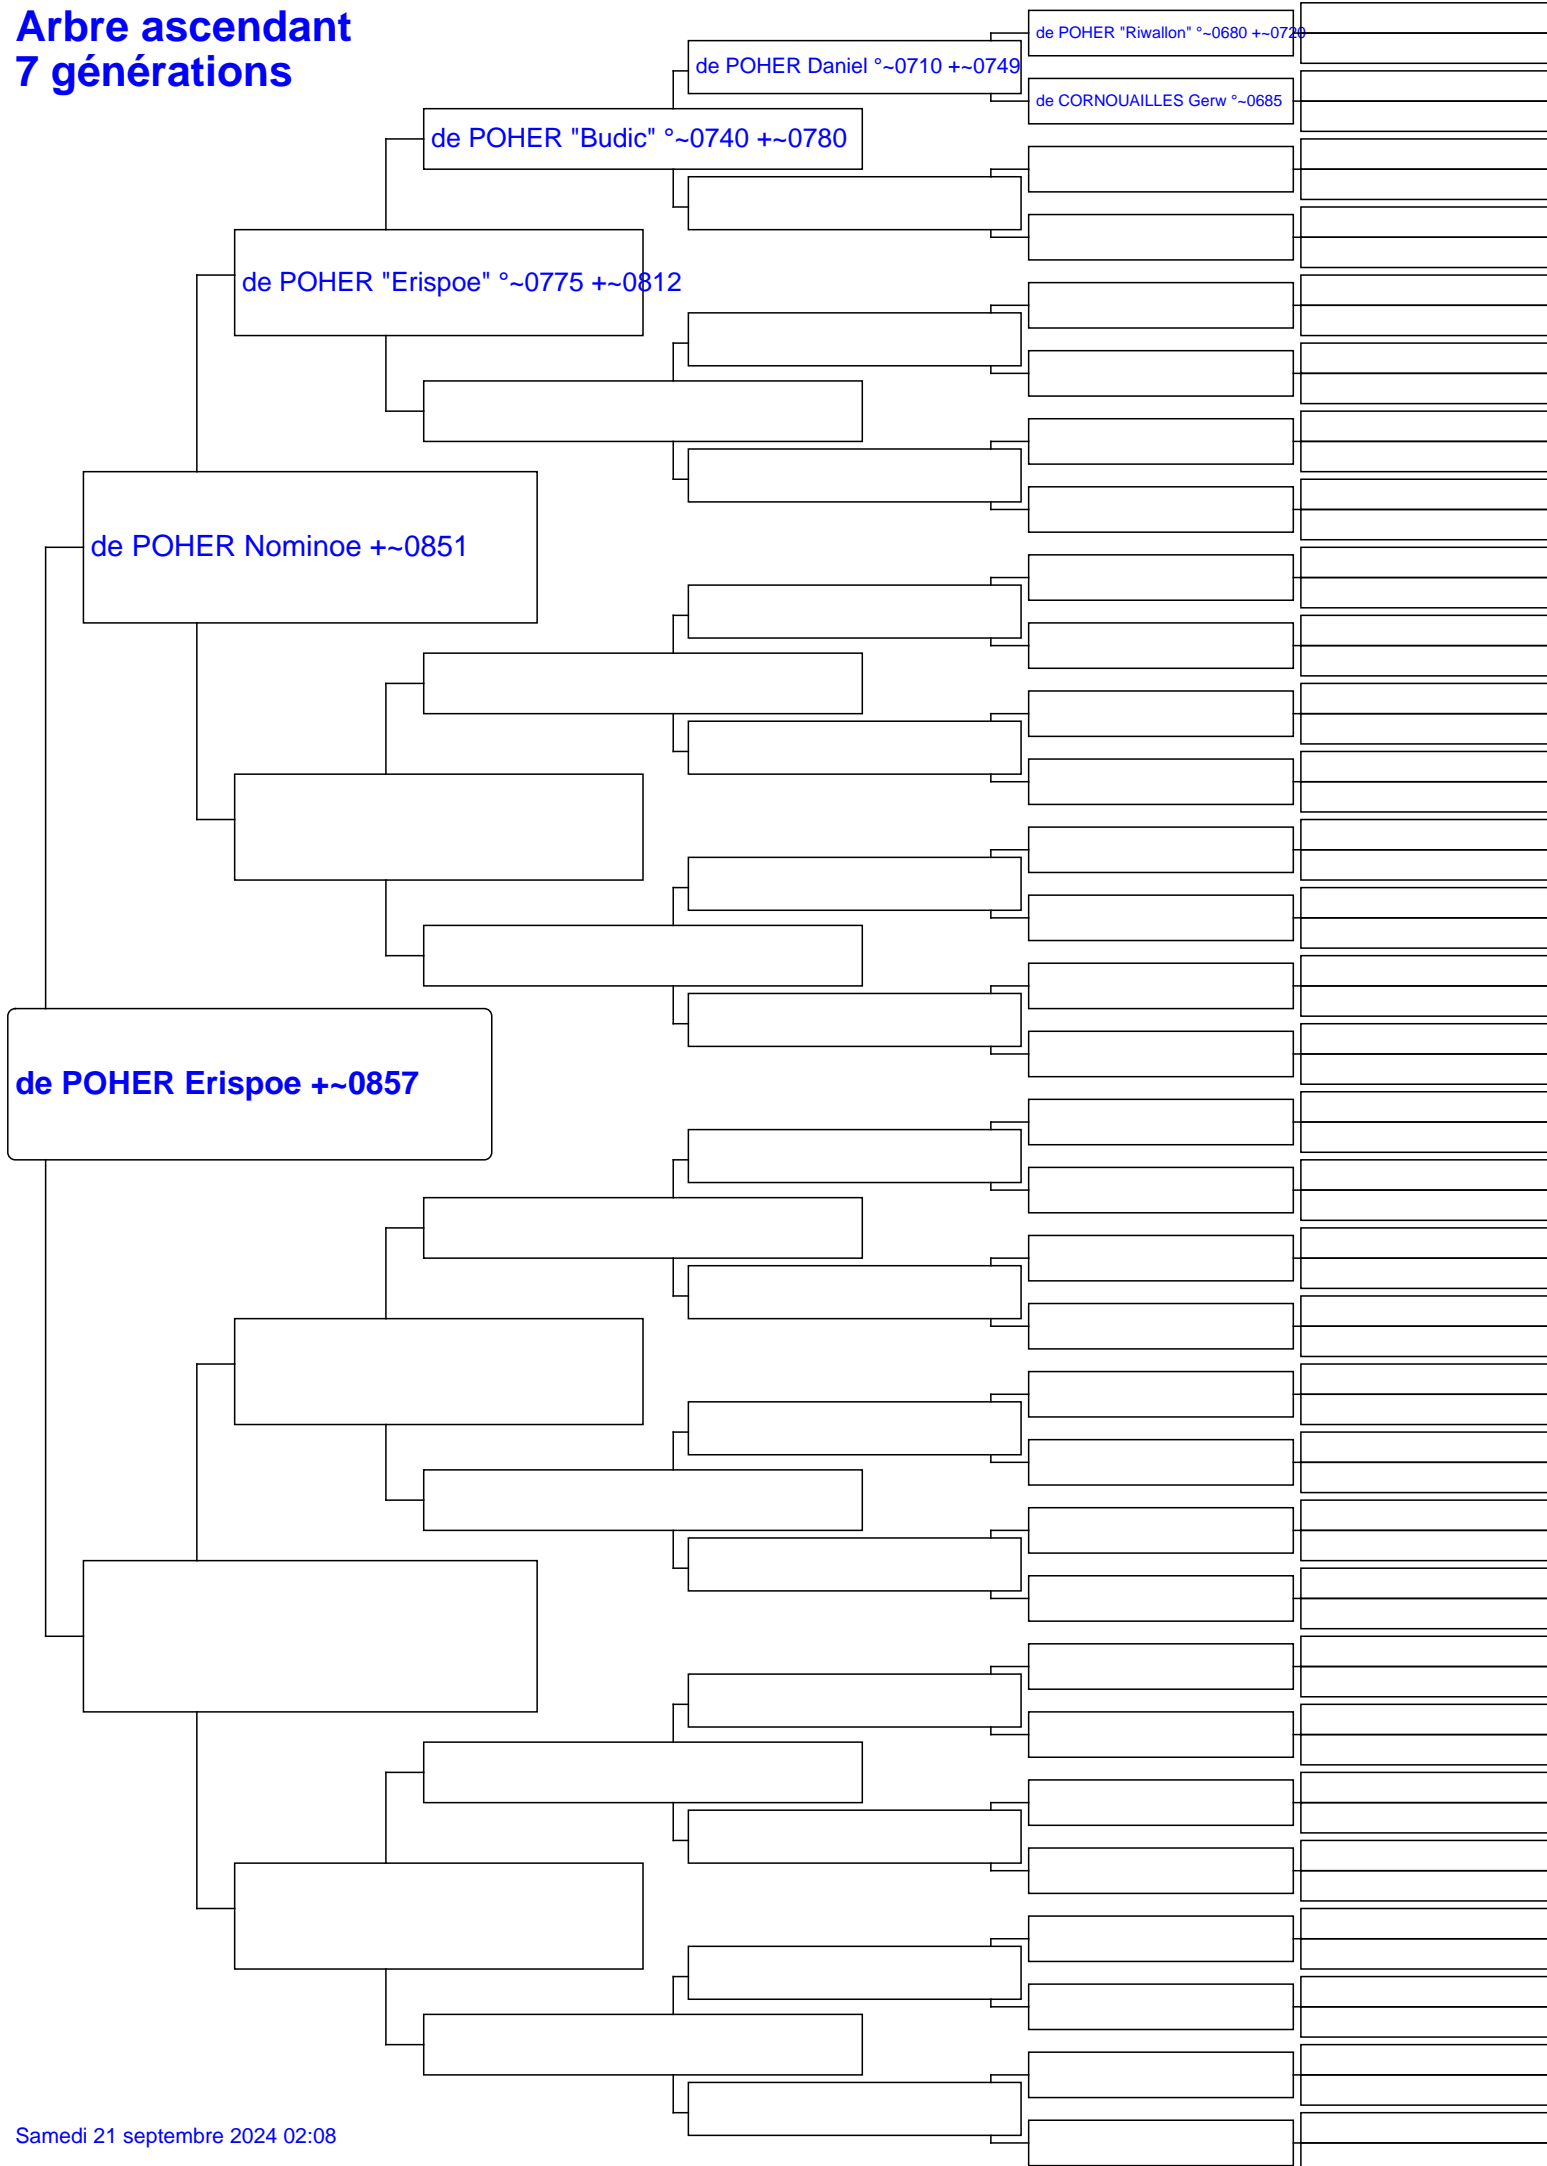 Arbre ascendant
7 générations
de POHER "Riwallon" °~0680 +~0720
de POHER Daniel °~0710 +~0749
de CORNOUAILLES Gerw °~0685
de POHER "Budic" °~0740 +~0780
de POHER "Erispoe" °~0775 +~0812
de POHER Nominoe +~0851
de POHER Erispoe +~0857
Samedi 21 septembre 2024 02:08